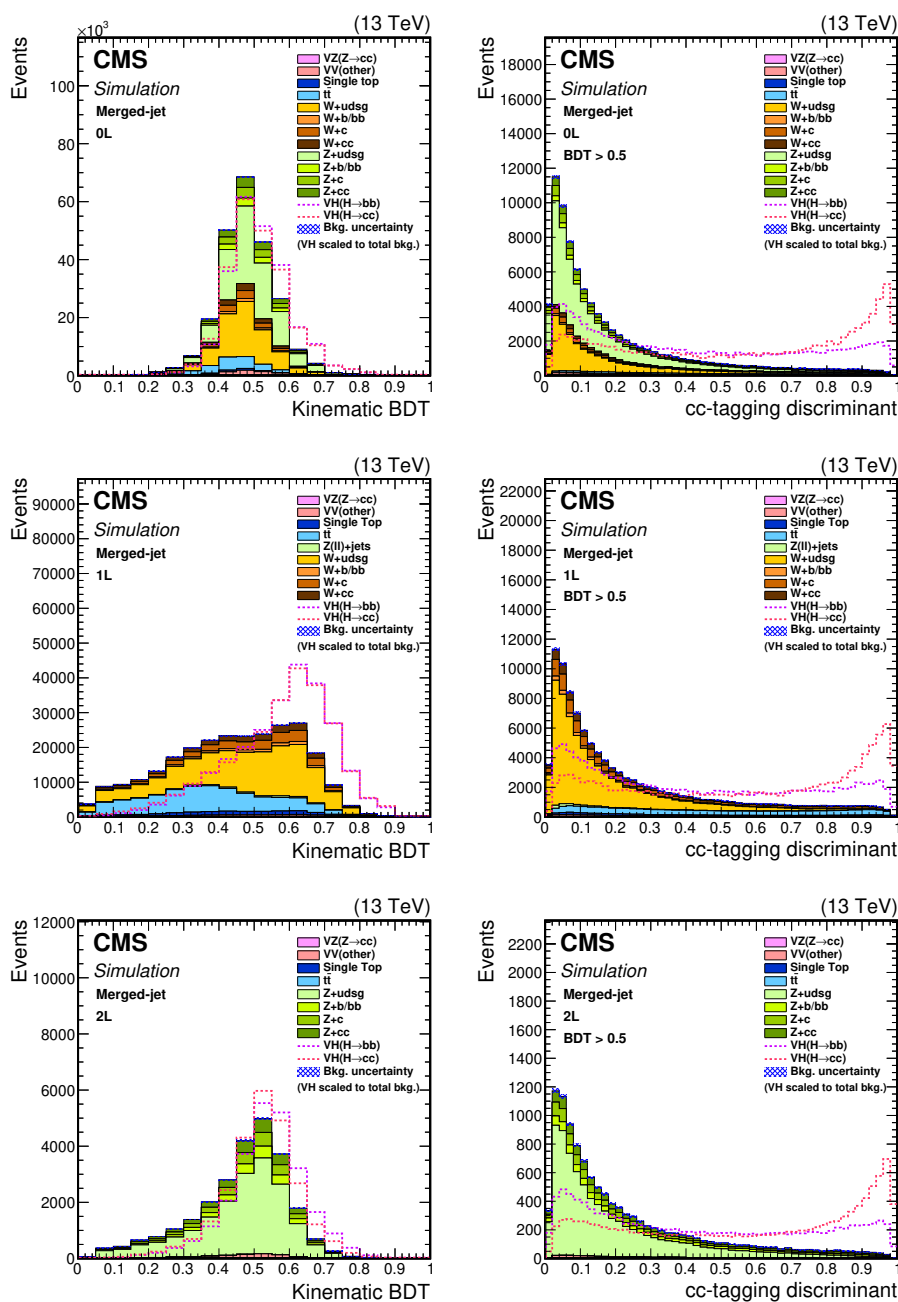 (13 TeV)
×10³
Events
CMS
Simulation
Merged-jet
0L
VZ(Z→cc)
VV(other)
Single top
tt̄
W+udsg
W+b/bb
W+c
W+cc
Z+udsg
Z+b/bb
Z+c
Z+cc
VH(H→bb)
VH(H→cc)
Bkg. uncertainty
(VH scaled to total bkg.)
100
80
60
40
20
0
0 0.1 0.2 0.3 0.4 0.5 0.6 0.7 0.8 0.9 1
Kinematic BDT
(13 TeV)
Events
CMS
Simulation
Merged-jet
0L
BDT > 0.5
VZ(Z→cc)
VV(other)
Single top
tt̄
W+udsg
W+b/bb
W+c
W+cc
Z+udsg
Z+b/bb
Z+c
Z+cc
VH(H→bb)
VH(H→cc)
Bkg. uncertainty
(VH scaled to total bkg.)
18000
16000
14000
12000
10000
8000
6000
4000
2000
0
0 0.1 0.2 0.3 0.4 0.5 0.6 0.7 0.8 0.9 1
cc-tagging discriminant
(13 TeV)
Events
CMS
Simulation
Merged-jet
1L
VZ(Z→cc)
VV(other)
Single Top
tt̄
Z(ll)+jets
W+udsg
W+b/bb
W+c
W+cc
VH(H→bb)
VH(H→cc)
Bkg. uncertainty
(VH scaled to total bkg.)
90000
80000
70000
60000
50000
40000
30000
20000
10000
0
0 0.1 0.2 0.3 0.4 0.5 0.6 0.7 0.8 0.9 1
Kinematic BDT
(13 TeV)
Events
CMS
Simulation
Merged-jet
1L
BDT > 0.5
VZ(Z→cc)
VV(other)
Single Top
tt̄
Z(ll)+jets
W+udsg
W+b/bb
W+c
W+cc
VH(H→bb)
VH(H→cc)
Bkg. uncertainty
(VH scaled to total bkg.)
22000
20000
18000
16000
14000
12000
10000
8000
6000
4000
2000
0
0 0.1 0.2 0.3 0.4 0.5 0.6 0.7 0.8 0.9 1
cc-tagging discriminant
(13 TeV)
Events
CMS
Simulation
Merged-jet
2L
VZ(Z→cc)
VV(other)
Single Top
tt̄
Z+udsg
Z+b/bb
Z+c
Z+cc
VH(H→bb)
VH(H→cc)
Bkg. uncertainty
(VH scaled to total bkg.)
12000
10000
8000
6000
4000
2000
0
0 0.1 0.2 0.3 0.4 0.5 0.6 0.7 0.8 0.9 1
Kinematic BDT
(13 TeV)
Events
CMS
Simulation
Merged-jet
2L
BDT > 0.5
VZ(Z→cc)
VV(other)
Single Top
tt̄
Z+udsg
Z+b/bb
Z+c
Z+cc
VH(H→bb)
VH(H→cc)
Bkg. uncertainty
(VH scaled to total bkg.)
2200
2000
1800
1600
1400
1200
1000
800
600
400
200
0
0 0.1 0.2 0.3 0.4 0.5 0.6 0.7 0.8 0.9 1
cc-tagging discriminant